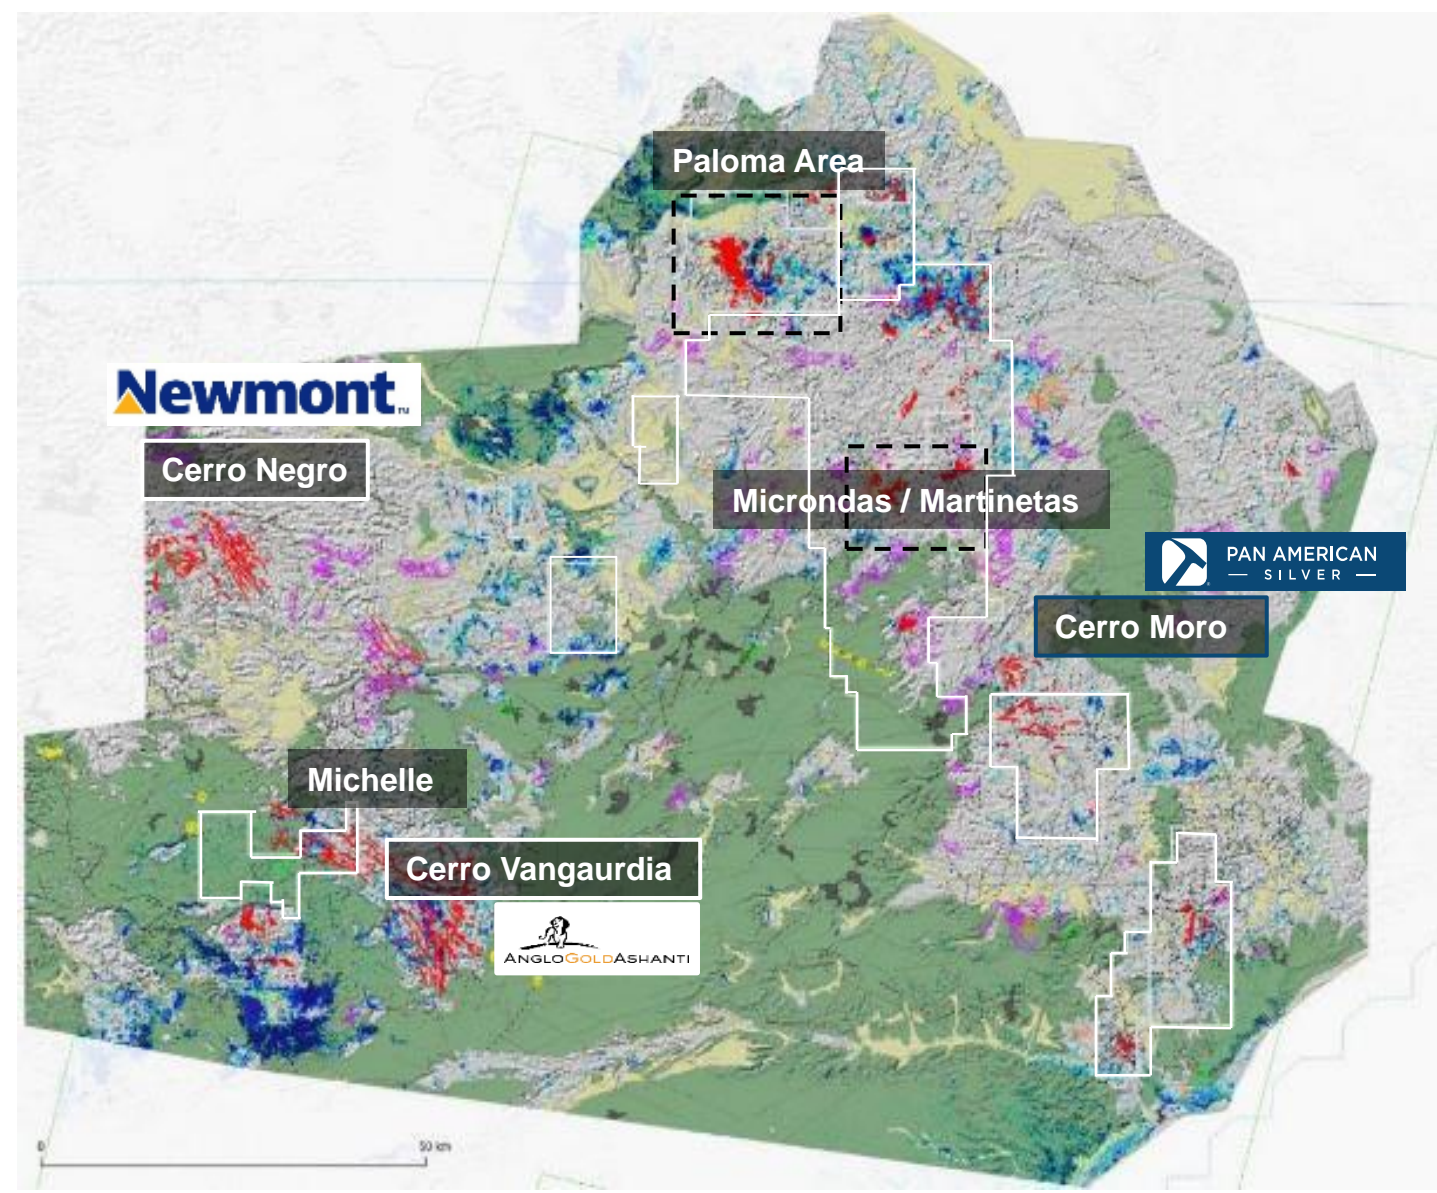 Paloma Area
Newmont
TM
Cerro Negro
Microndas / Martinetas
PAN AMERICAN
— SILVER —
Cerro Moro
Michelle
Cerro Vangaurdia
ANGLOGOLDASHANTI
0
50 km